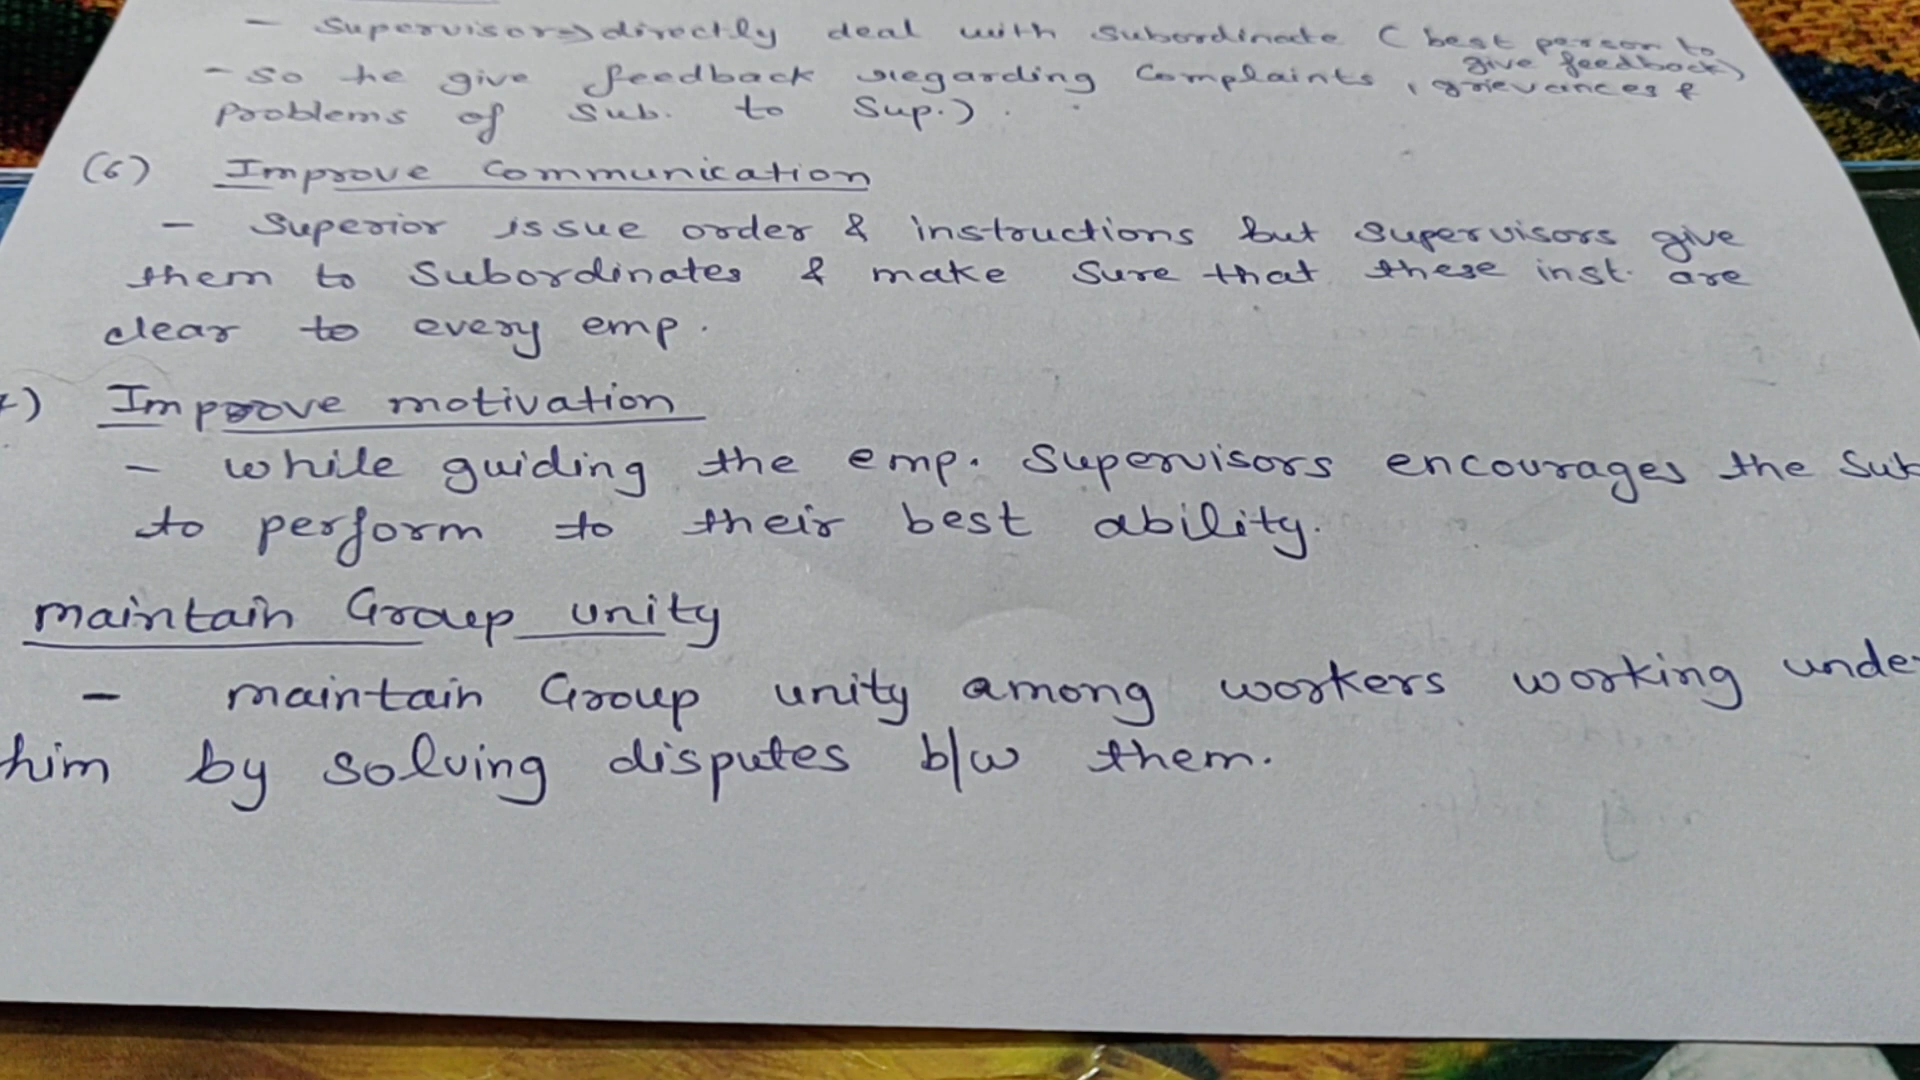 - Supervisors directly deal with subordinate ( best person to
give feedback)
- So he give feedback regarding Complaints, grievances &
problems of Sub. to Sup.).
(6) Improve Communication
- Superior issue order & instructions but supervisors give
them to Subordinates & make Sure that these inst. are
clear to every emp.
) Improve motivation
- while guiding the emp. Supervisors encourages the
to perform to their best ability.
maintain Group unity
- maintain Group unity among workers working
him by solving disputes b/w them.